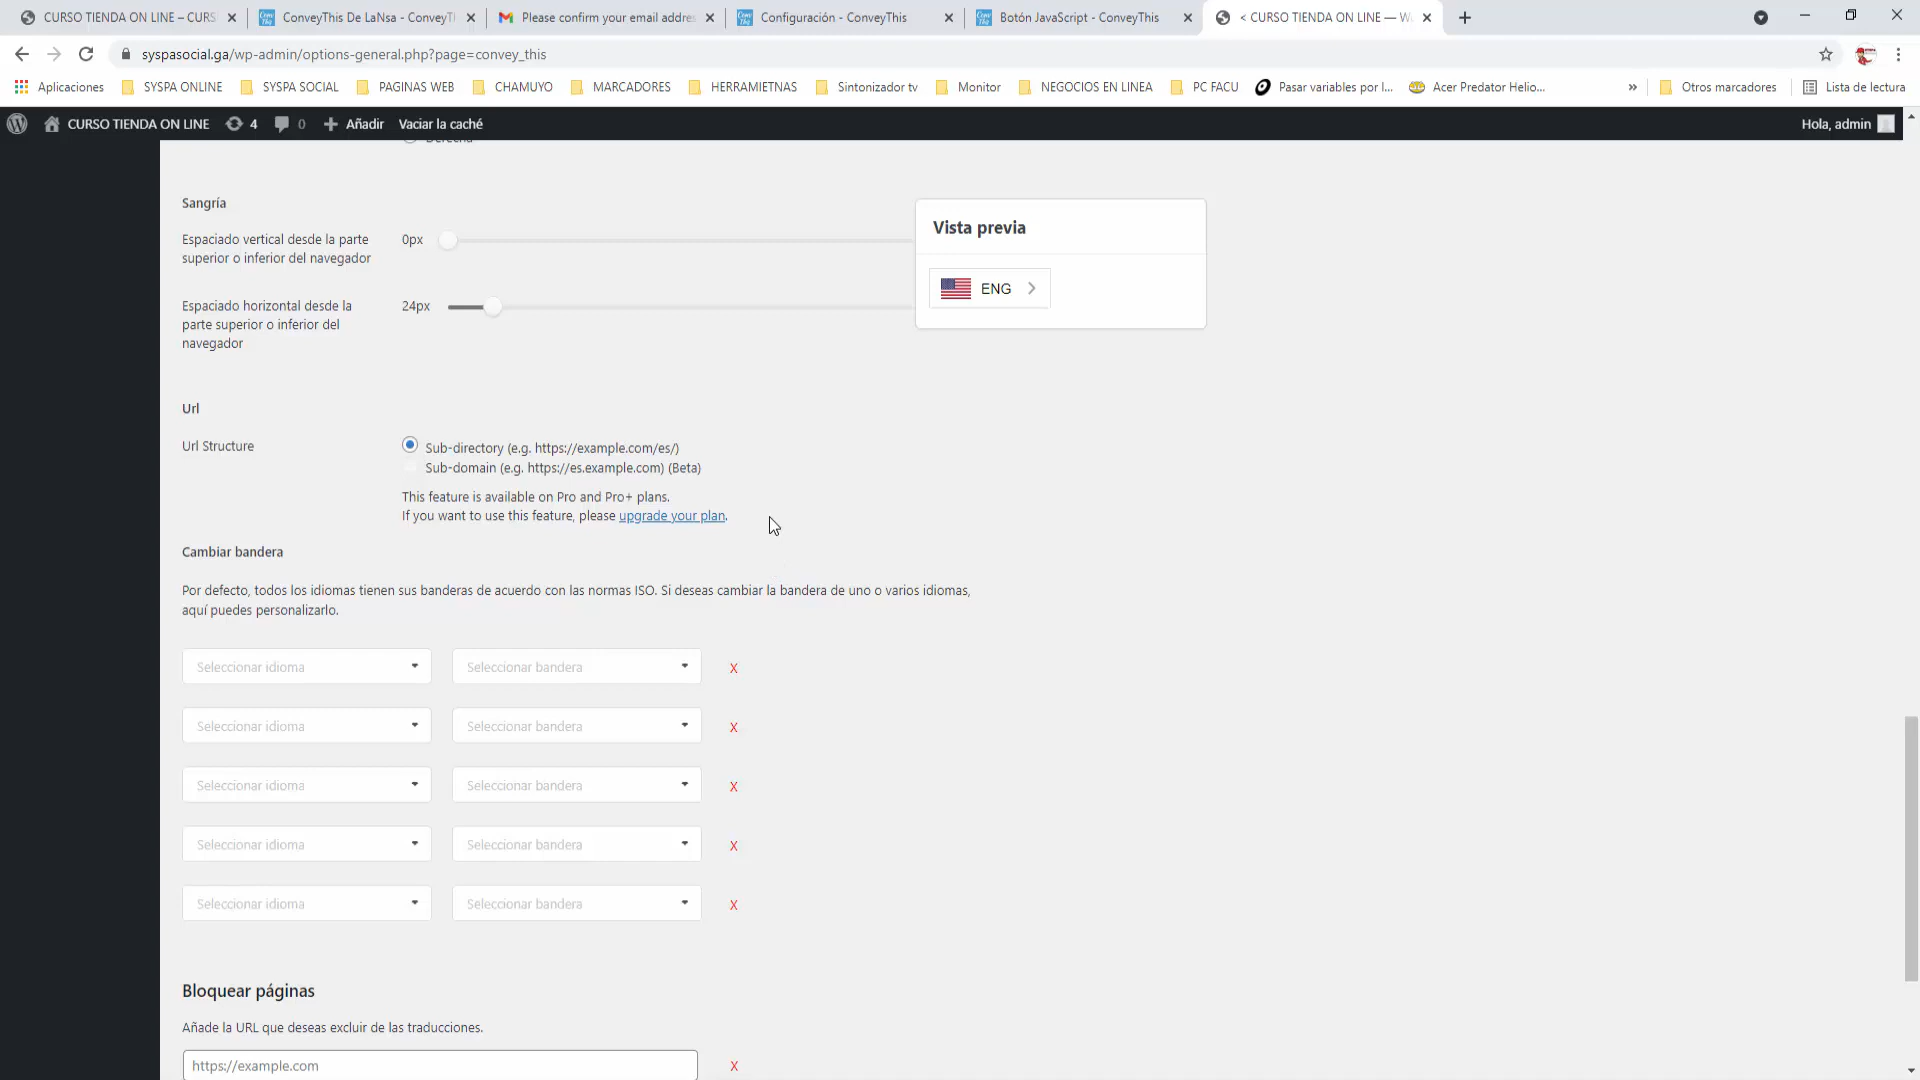 CURSO TIENDA ON LINE – CURS
ConveyThis De LaNsa - ConveyT
Please confirm your email addre
Configuración - ConveyThis
Botón JavaScript - ConveyThis
< CURSO TIENDA ON LINE — W
syspasocial.ga/wp-admin/options-general.php?page=convey_this
Aplicaciones
SYSPA ONLINE
SYSPA SOCIAL
PAGINAS WEB
CHAMUYO
MARCADORES
HERRAMIETNAS
Sintonizador tv
Monitor
NEGOCIOS EN LINEA
PC FACU
Pasar variables por l...
Acer Predator Helio...
»
Otros marcadores
Lista de lectura
CURSO TIENDA ON LINE
4
0
Añadir
Vaciar la caché
Hola, admin
Derecha
Sangría
Espaciado vertical desde la parte
superior o inferior del navegador
0px
Espaciado horizontal desde la
parte superior o inferior del
navegador
24px
Vista previa
ENG
Url
Url Structure
Sub-directory (e.g. https://example.com/es/)
Sub-domain (e.g. https://es.example.com) (Beta)
This feature is available on Pro and Pro+ plans.
If you want to use this feature, please upgrade your plan.
Cambiar bandera
Por defecto, todos los idiomas tienen sus banderas de acuerdo con las normas ISO. Si deseas cambiar la bandera de uno o varios idiomas,
aquí puedes personalizarlo.
Seleccionar idioma Seleccionar bandera X
Seleccionar idioma Seleccionar bandera X
Seleccionar idioma Seleccionar bandera X
Seleccionar idioma Seleccionar bandera X
Seleccionar idioma Seleccionar bandera X
Bloquear páginas
Añade la URL que deseas excluir de las traducciones.
https://example.com X